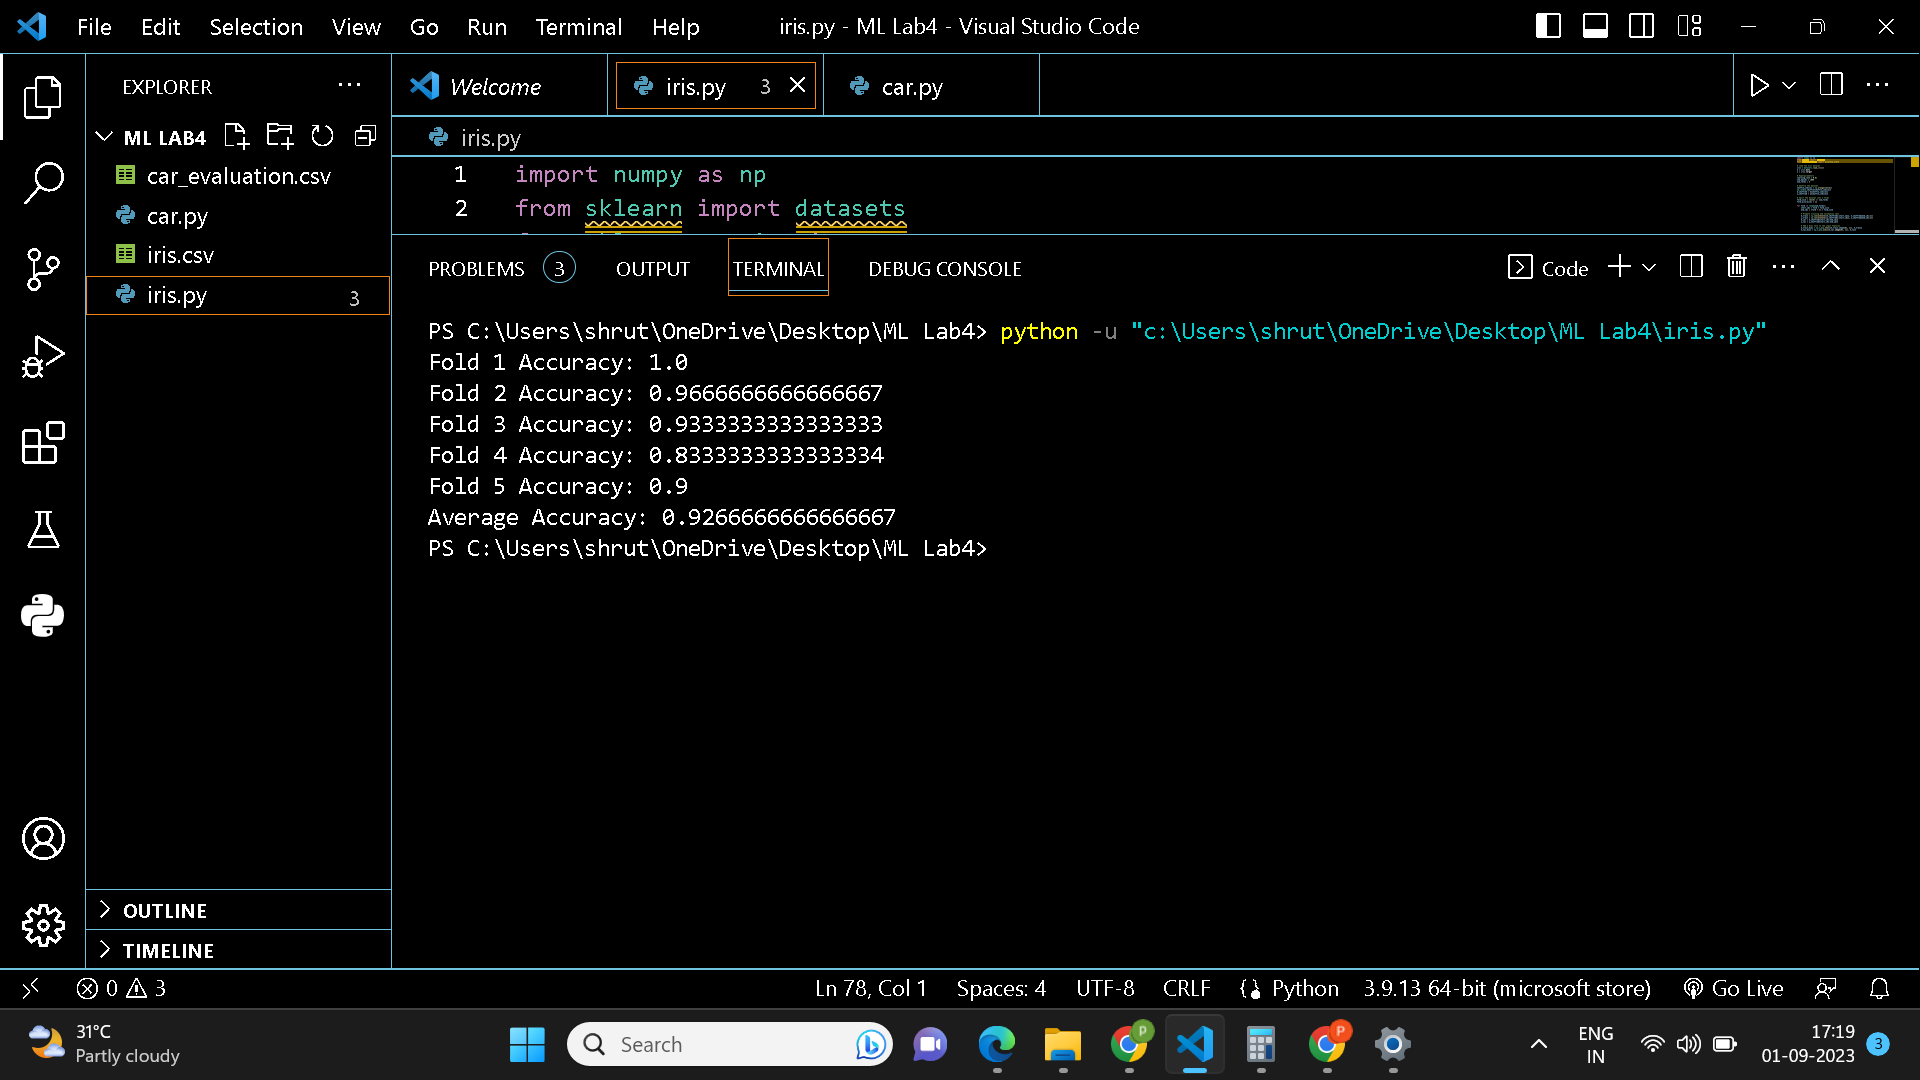 File Edit Selection View Go Run Terminal Help iris.py - ML Lab4 - Visual Studio Code
EXPLORER
ML LAB4
car_evaluation.csv
car.py
iris.csv
iris.py 3
OUTLINE
TIMELINE
Welcome iris.py 3 car.py
iris.py
1 import numpy as np
2 from sklearn import datasets
PROBLEMS 3 OUTPUT TERMINAL DEBUG CONSOLE Code
PS C:\Users\shrut\OneDrive\Desktop\ML Lab4> python -u "c:\Users\shrut\OneDrive\Desktop\ML Lab4\iris.py"
Fold 1 Accuracy: 1.0
Fold 2 Accuracy: 0.9666666666666667
Fold 3 Accuracy: 0.9333333333333333
Fold 4 Accuracy: 0.8333333333333334
Fold 5 Accuracy: 0.9
Average Accuracy: 0.9266666666666667
PS C:\Users\shrut\OneDrive\Desktop\ML Lab4>
0 3 Ln 78, Col 1 Spaces: 4 UTF-8 CRLF Python 3.9.13 64-bit (microsoft store) Go Live
31°C
Partly cloudy
Search
P
P
ENG
IN
17:19
01-09-2023
3